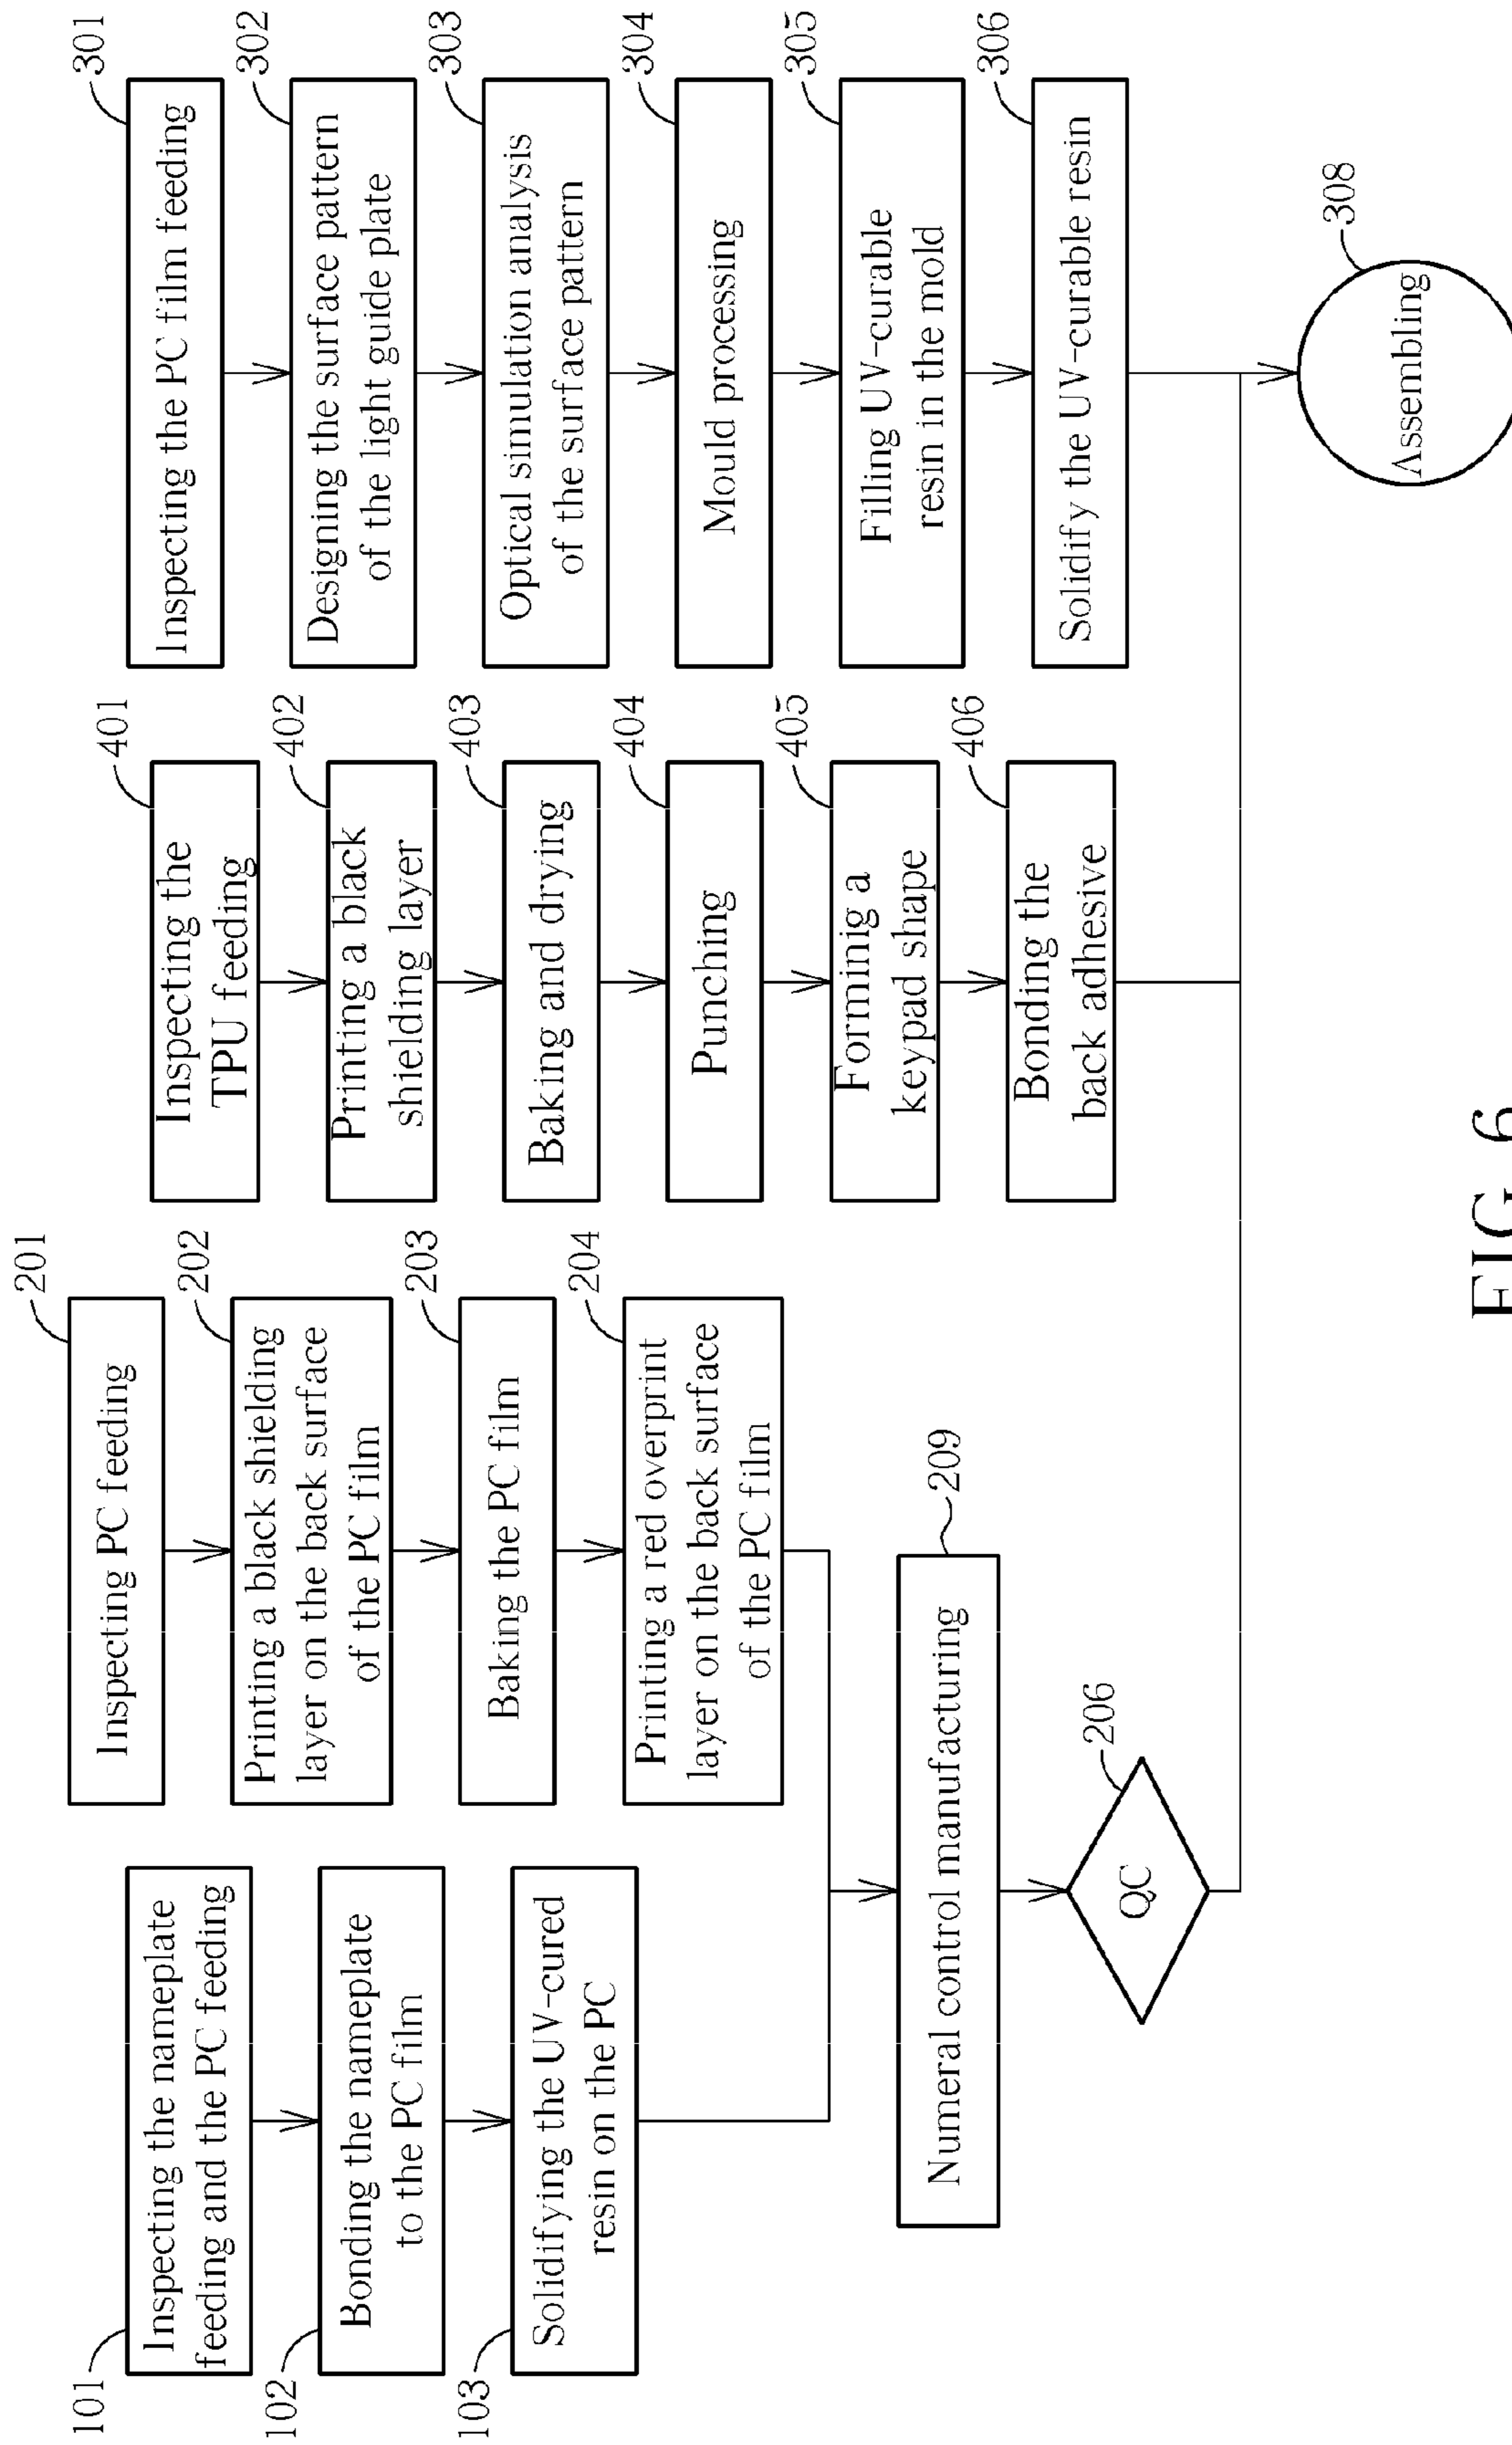 101
Inspecting the nameplate
feeding and the PC feeding
102
Bonding the nameplate
to the PC film
103
Solidifying the UV-cured
resin on the PC
201
Inspecting PC feeding
202
Printing a black shielding
layer on the back surface
of the PC film
203
Baking the PC film
204
Printing a red overprint
layer on the back surface
of the PC film
209
Numeral control manufacturing
206
QC
401
Inspecting the
TPU feeding
402
Printing a black
shielding layer
403
Baking and drying
404
Punching
405
Forminig a
keypad shape
406
Bonding the
back adhesive
301
Inspecting the PC film feeding
302
Designing the surface pattern
of the light guide plate
303
Optical simulation analysis
of the surface pattern
304
Mould processing
305
Filling UV-curable
resin in the mold
306
Solidify the UV-curable resin
308
Assembling
FIG. 6